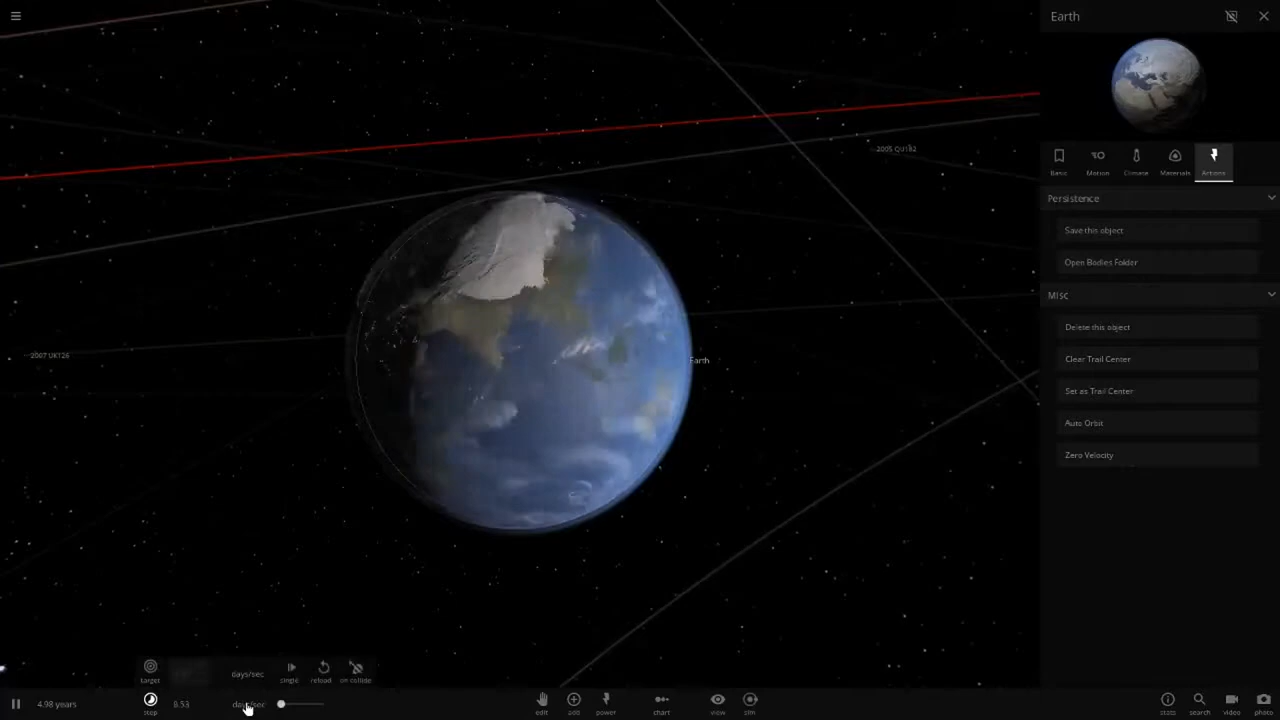 Earth
Basic
Motion
Climate
Materials
Actions
Persistence
2005 QU182
Save this object
Open Bodies Folder
Misc
Delete this object
2007 UK126
Earth
Clear Trail Center
Set as Trail Center
Auto Orbit
Zero Velocity
target
days/sec
single
reload
on collide
4.98 years
step
8.53
days/sec
edit
add
power
chart
view
sim
stats
search
video
photo